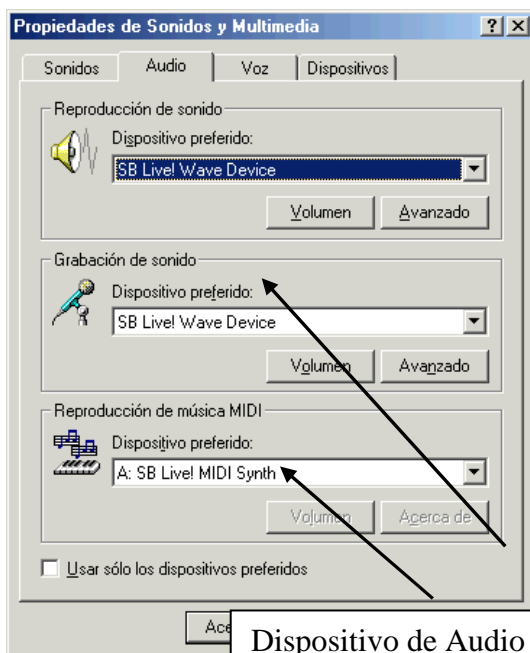 Propiedades de Sonidos y Multimedia
Sonidos Audio Voz Dispositivos
Reproducción de sonido
Dispositivo preferido:
SB Live! Wave Device
Volumen Avanzado
Grabación de sonido
Dispositivo preferido:
SB Live! Wave Device
Volumen Avanzado
Reproducción de música MIDI
Dispositivo preferido:
A: SB Live! MIDI Synth
Volumen Acerca de
Usar sólo los dispositivos preferidos
Dispositivo de Audio